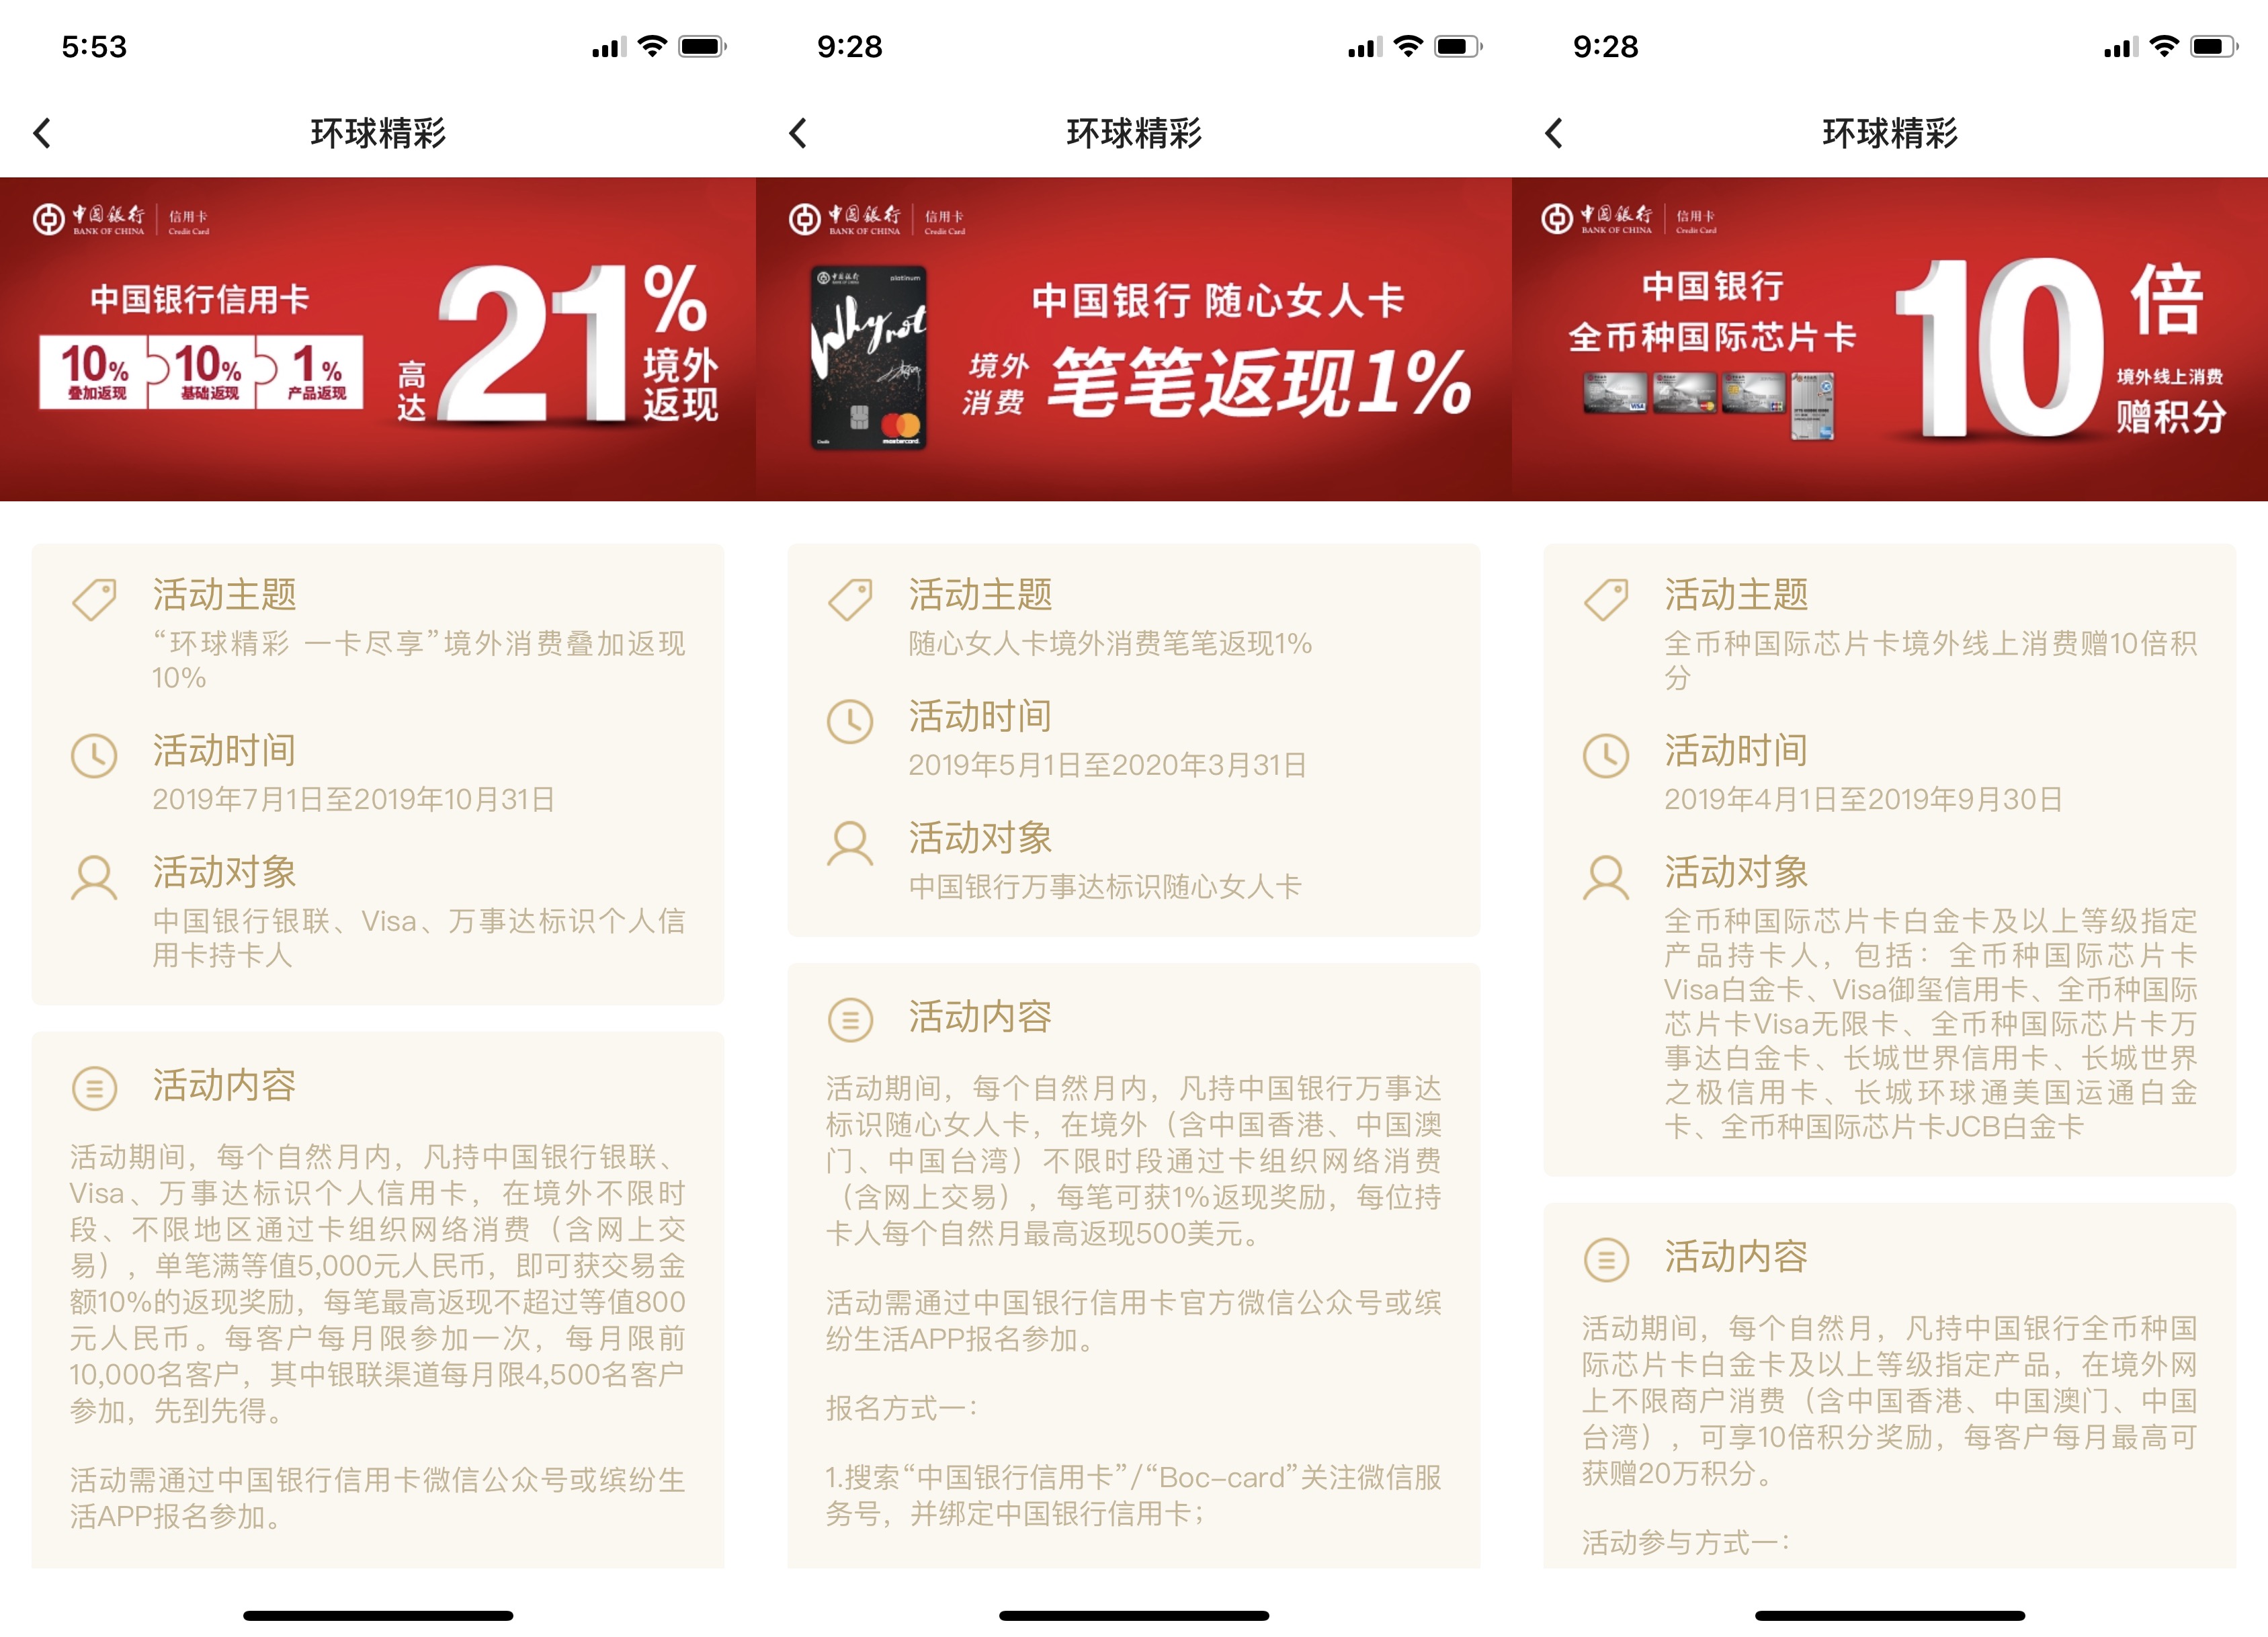 5:53
环球精彩
中国银行
BANK OF CHINA
信用卡
Credit Card
中国银行信用卡
10%
叠加返现
10%
基础返现
1%
产品返现
高达
21%
境外
返现
活动主题
“环球精彩 一卡尽享”境外消费叠加返现
10%
活动时间
2019年7月1日至2019年10月31日
活动对象
中国银行银联、Visa、万事达标识个人信
用卡持卡人
活动内容
活动期间，每个自然月内，凡持中国银行银联、
Visa、万事达标识个人信用卡，在境外不限时
段、不限地区通过卡组织网络消费（含网上交
易），单笔满等值5,000元人民币，即可获交易金
额10%的返现奖励，每笔最高返现不超过等值800
元人民币。每客户每月限参加一次，每月限前
10,000名客户，其中银联渠道每月限4,500名客户
参加，先到先得。
活动需通过中国银行信用卡微信公众号或缤纷生
活APP报名参加。
9:28
环球精彩
中国银行
BANK OF CHINA
信用卡
Credit Card
platinum
Why not
mastercard.
中国银行 随心女人卡
境外
消费
笔笔返现1%
活动主题
随心女人卡境外消费笔笔返现1%
活动时间
2019年5月1日至2020年3月31日
活动对象
中国银行万事达标识随心女人卡
活动内容
活动期间，每个自然月内，凡持中国银行万事达
标识随心女人卡，在境外（含中国香港、中国澳
门、中国台湾）不限时段通过卡组织网络消费
（含网上交易），每笔可获1%返现奖励，每位持
卡人每个自然月最高返现500美元。
活动需通过中国银行信用卡官方微信公众号或缤
纷生活APP报名参加。
报名方式一：
1.搜索“中国银行信用卡”/“Boc-card”关注微信服
务号，并绑定中国银行信用卡；
9:28
环球精彩
中国银行
BANK OF CHINA
信用卡
Credit Card
中国银行
全币种国际芯片卡
VISA
10
倍
境外线上消费
赠积分
活动主题
全币种国际芯片卡境外线上消费赠10倍积
分
活动时间
2019年4月1日至2019年9月30日
活动对象
全币种国际芯片卡白金卡及以上等级指定
产品持卡人，包括：全币种国际芯片卡
Visa白金卡、Visa御玺信用卡、全币种国际
芯片卡Visa无限卡、全币种国际芯片卡万
事达白金卡、长城世界信用卡、长城世界
之极信用卡、长城环球通美国运通白金
卡、全币种国际芯片卡JCB白金卡
活动内容
活动期间，每个自然月，凡持中国银行全币种国
际芯片卡白金卡及以上等级指定产品，在境外网
上不限商户消费（含中国香港、中国澳门、中国
台湾），可享10倍积分奖励，每客户每月最高可
获赠20万积分。
活动参与方式一：